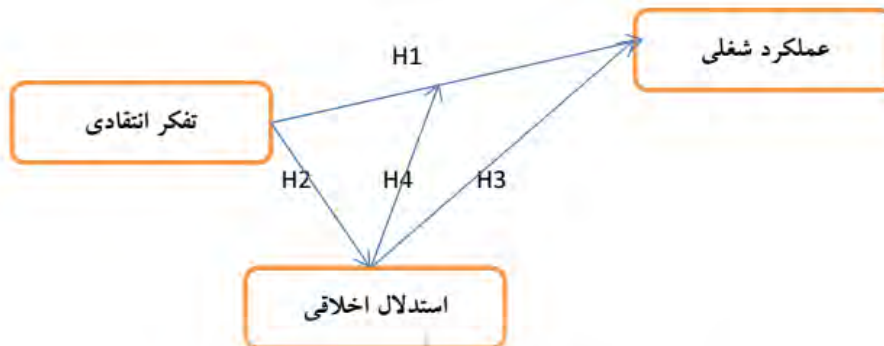 عملکرد شغلی
H1
تفکر انتقادی
H2
H4
H3
استدلال اخلاقی